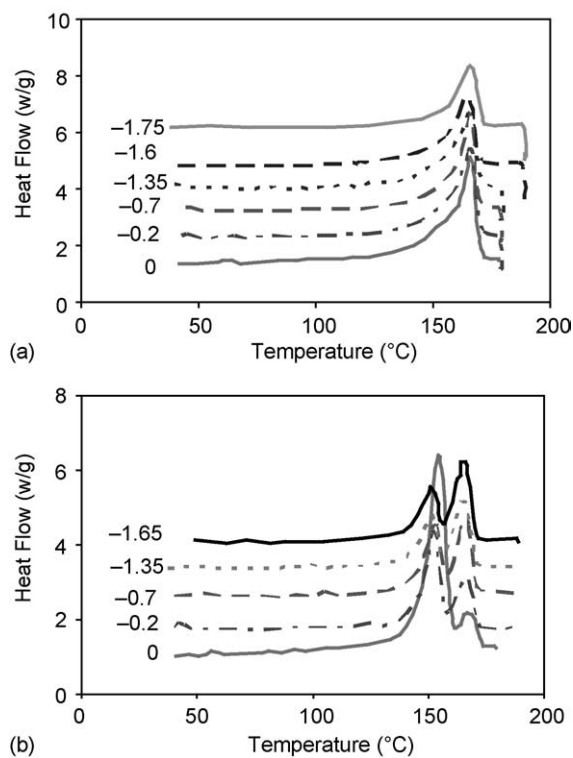 10
8
6
4
2
0
Heat Flow (w/g)
–1.75
–1.6
–1.35
–0.7
–0.2
0
0 50 100 150 200
Temperature (°C)
(a)
8
6
4
2
0
Heat Flow (w/g)
–1.65
–1.35
–0.7
–0.2
0
0 50 100 150 200
Temperature (°C)
(b)